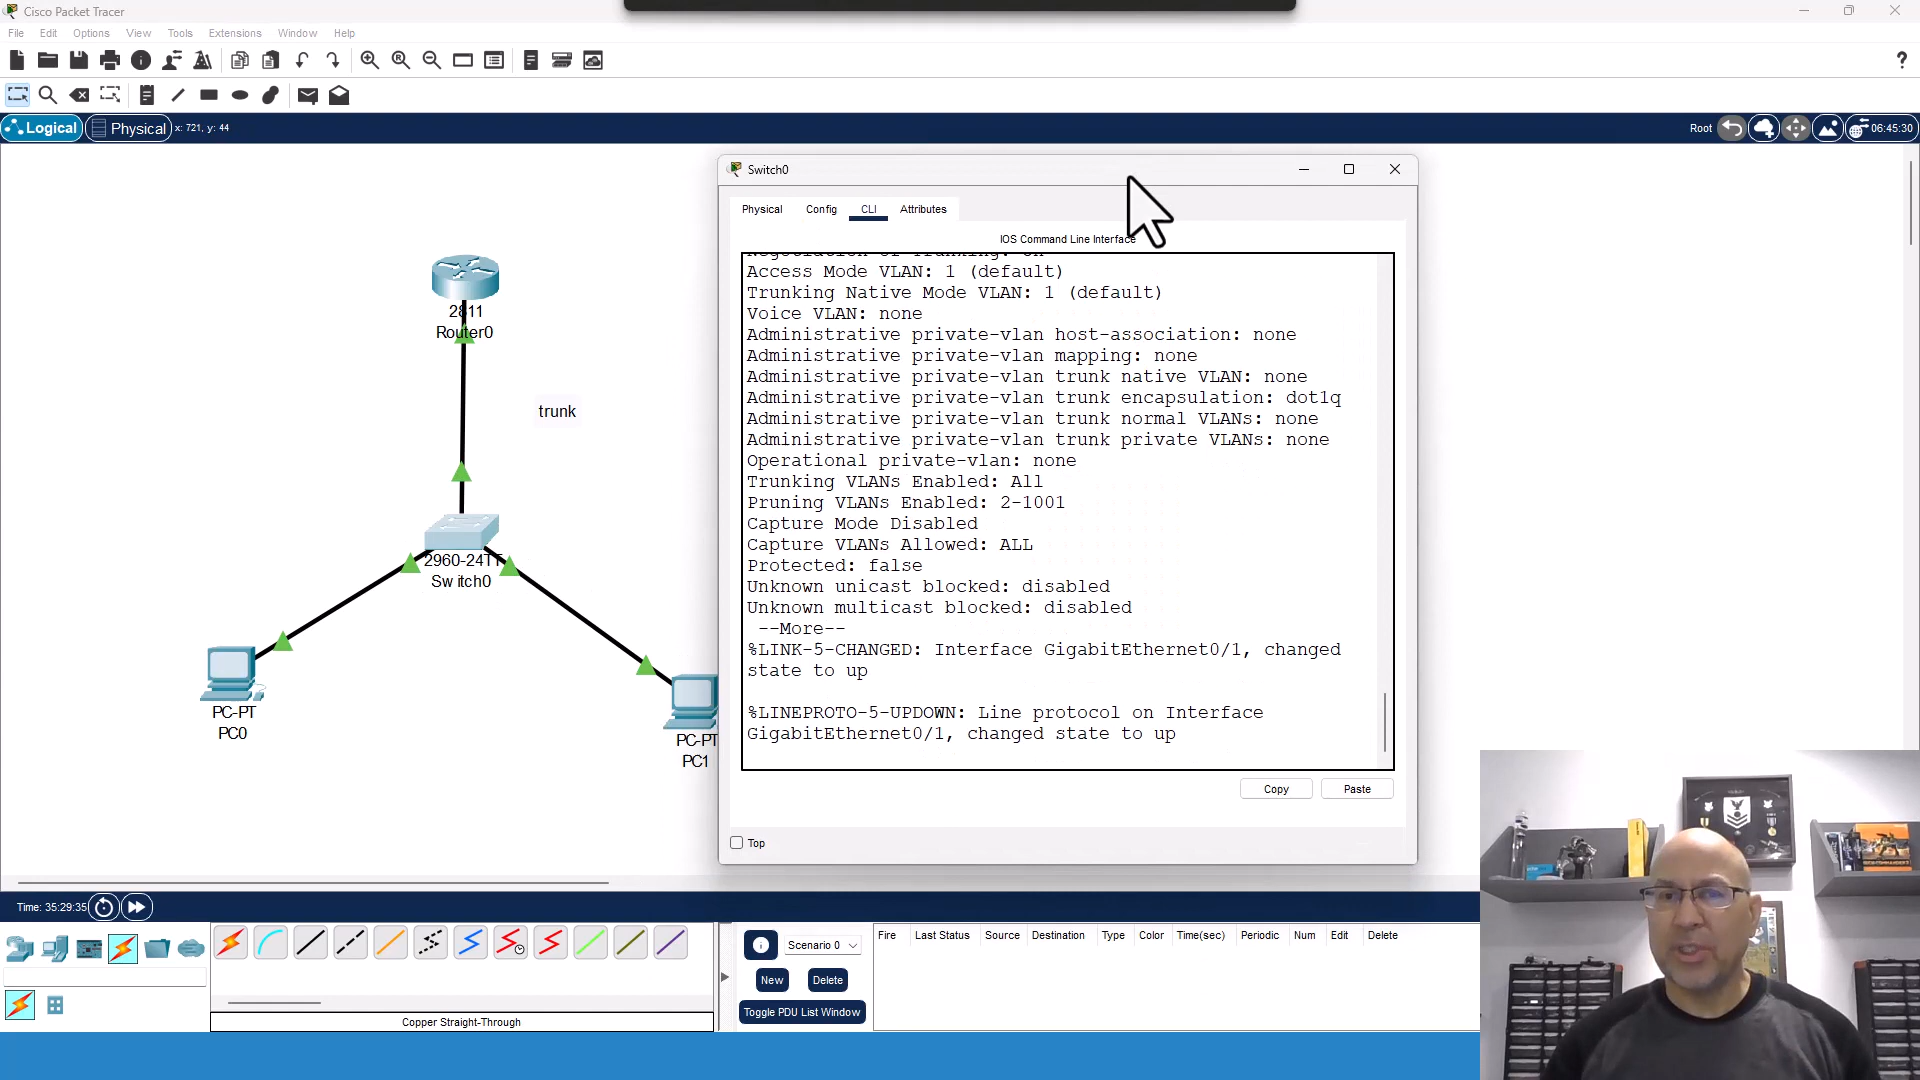 Cisco Packet Tracer
File Edit Options View Tools Extensions Window Help
Logical Physical x: 721, y: 44
Root 06:45:30
Switch0
Physical Config CLI Attributes
IOS Command Line Interface
Access Mode VLAN: 1 (default)
Trunking Native Mode VLAN: 1 (default)
Voice VLAN: none
Administrative private-vlan host-association: none
Administrative private-vlan mapping: none
Administrative private-vlan trunk native VLAN: none
Administrative private-vlan trunk encapsulation: dot1q
Administrative private-vlan trunk normal VLANs: none
Administrative private-vlan trunk private VLANs: none
Operational private-vlan: none
Trunking VLANs Enabled: All
Pruning VLANs Enabled: 2-1001
Capture Mode Disabled
Capture VLANs Allowed: ALL
Protected: false
Unknown unicast blocked: disabled
Unknown multicast blocked: disabled
--More--
%LINK-5-CHANGED: Interface GigabitEthernet0/1, changed
state to up
%LINEPROTO-5-UPDOWN: Line protocol on Interface
GigabitEthernet0/1, changed state to up
Copy Paste
Top
2811
Router0
trunk
2960-24TT
Switch0
PC-PT
PC0
PC-PT
PC1
Time: 35:29:35
Copper Straight-Through
Scenario 0
New Delete
Toggle PDU List Window
Fire Last Status Source Destination Type Color Time(sec) Periodic Num Edit Delete